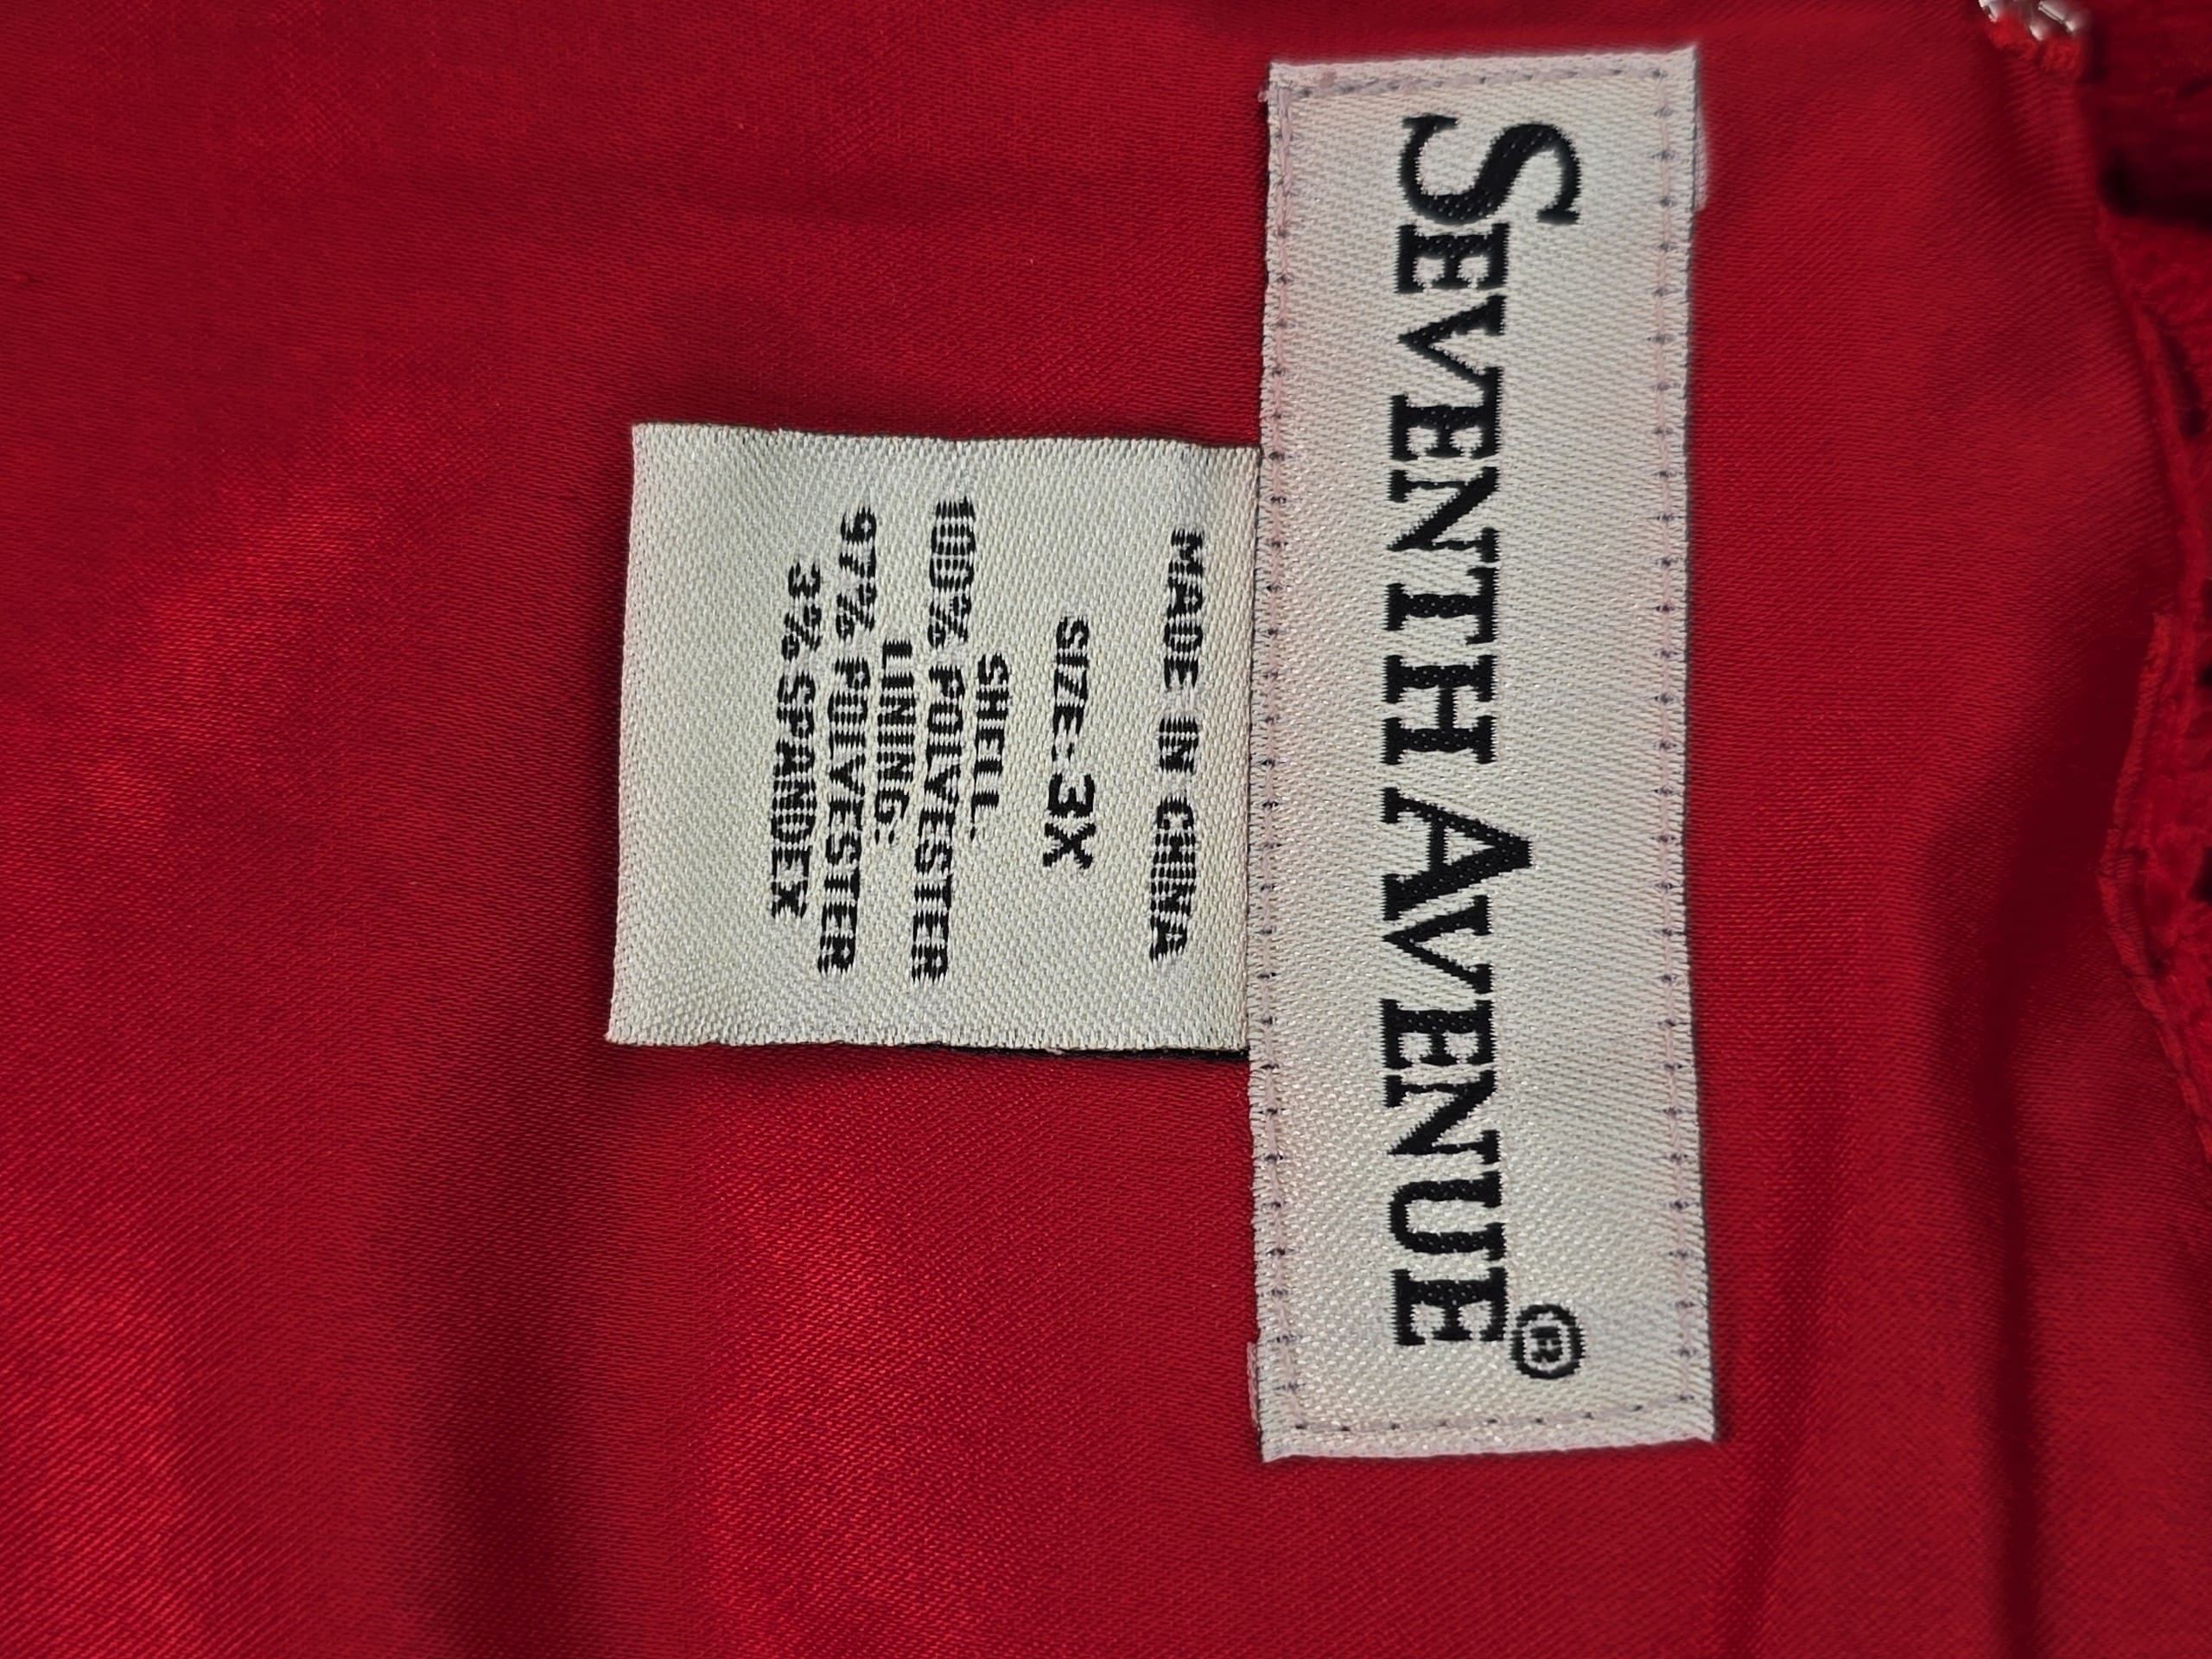 SEVENTH AVENUE®
MADE IN CHINA
SIZE: 3X
SHELL:
100% POLYESTER
LINING:
97% POLYESTER
3% SPANDEX